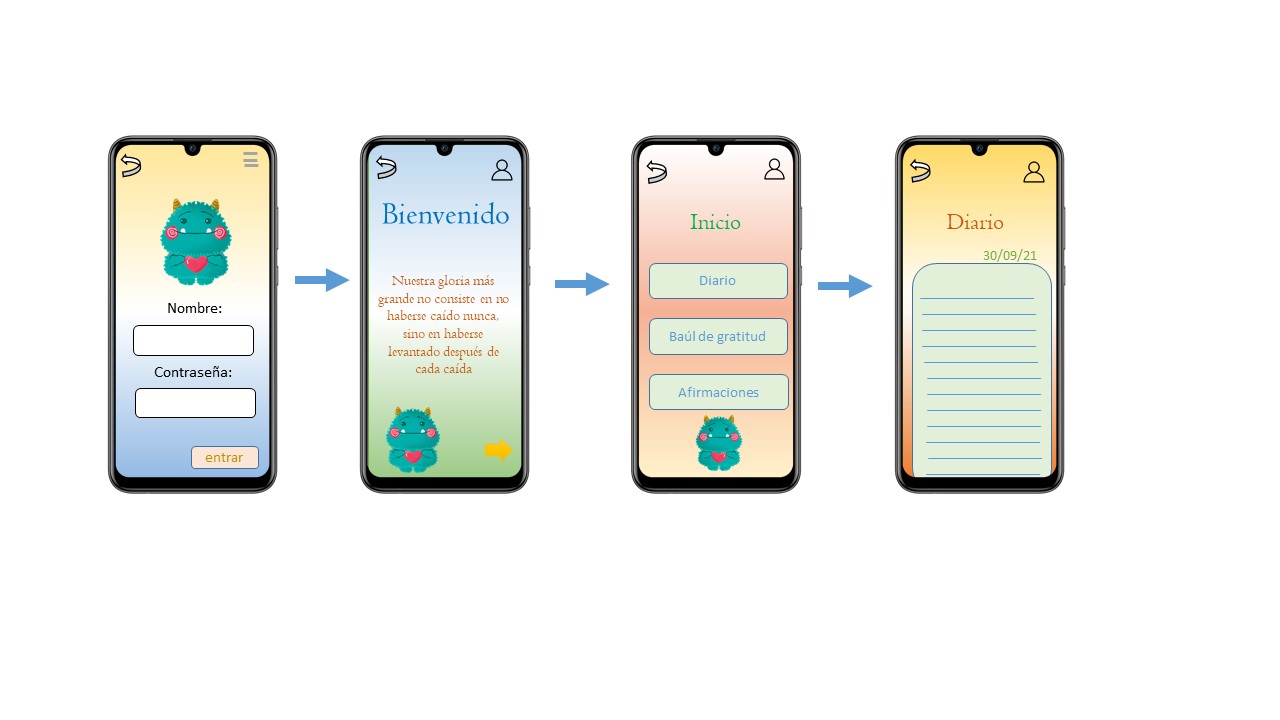 Nombre:
Contraseña:
entrar
Bienvenido
Nuestra gloria más
grande no consiste en no
haberse caído nunca,
sino en haberse
levantado después de
cada caída
Inicio
Diario
Baúl de gratitud
Afirmaciones
Diario
30/09/21